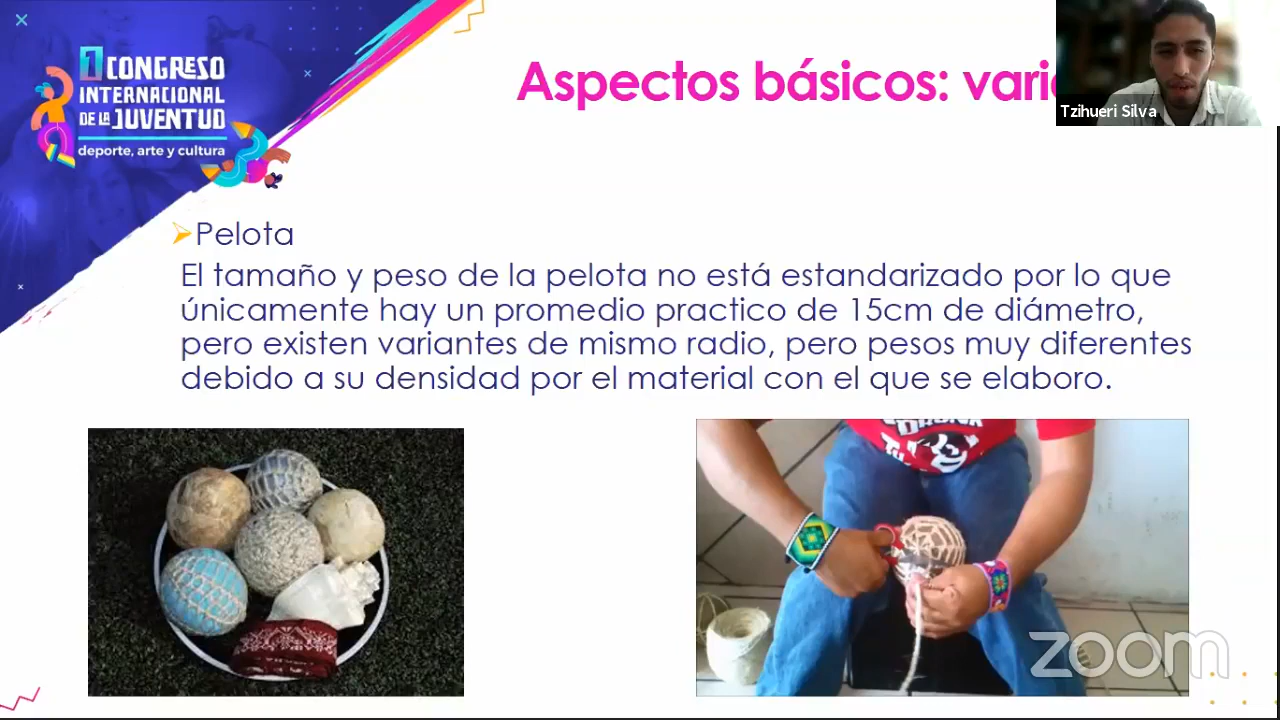 1 CONGRESO
INTERNACIONAL
DE LA JUVENTUD
deporte, arte y cultura
Aspectos básicos:
Tzihueri Silva
Pelota
El tamaño y peso de la pelota no está estandarizado por lo que
únicamente hay un promedio practico de 15cm de diámetro,
pero existen variantes de mismo radio, pero pesos muy diferentes
debido a su densidad por el material con el que se elaboro.
zoom